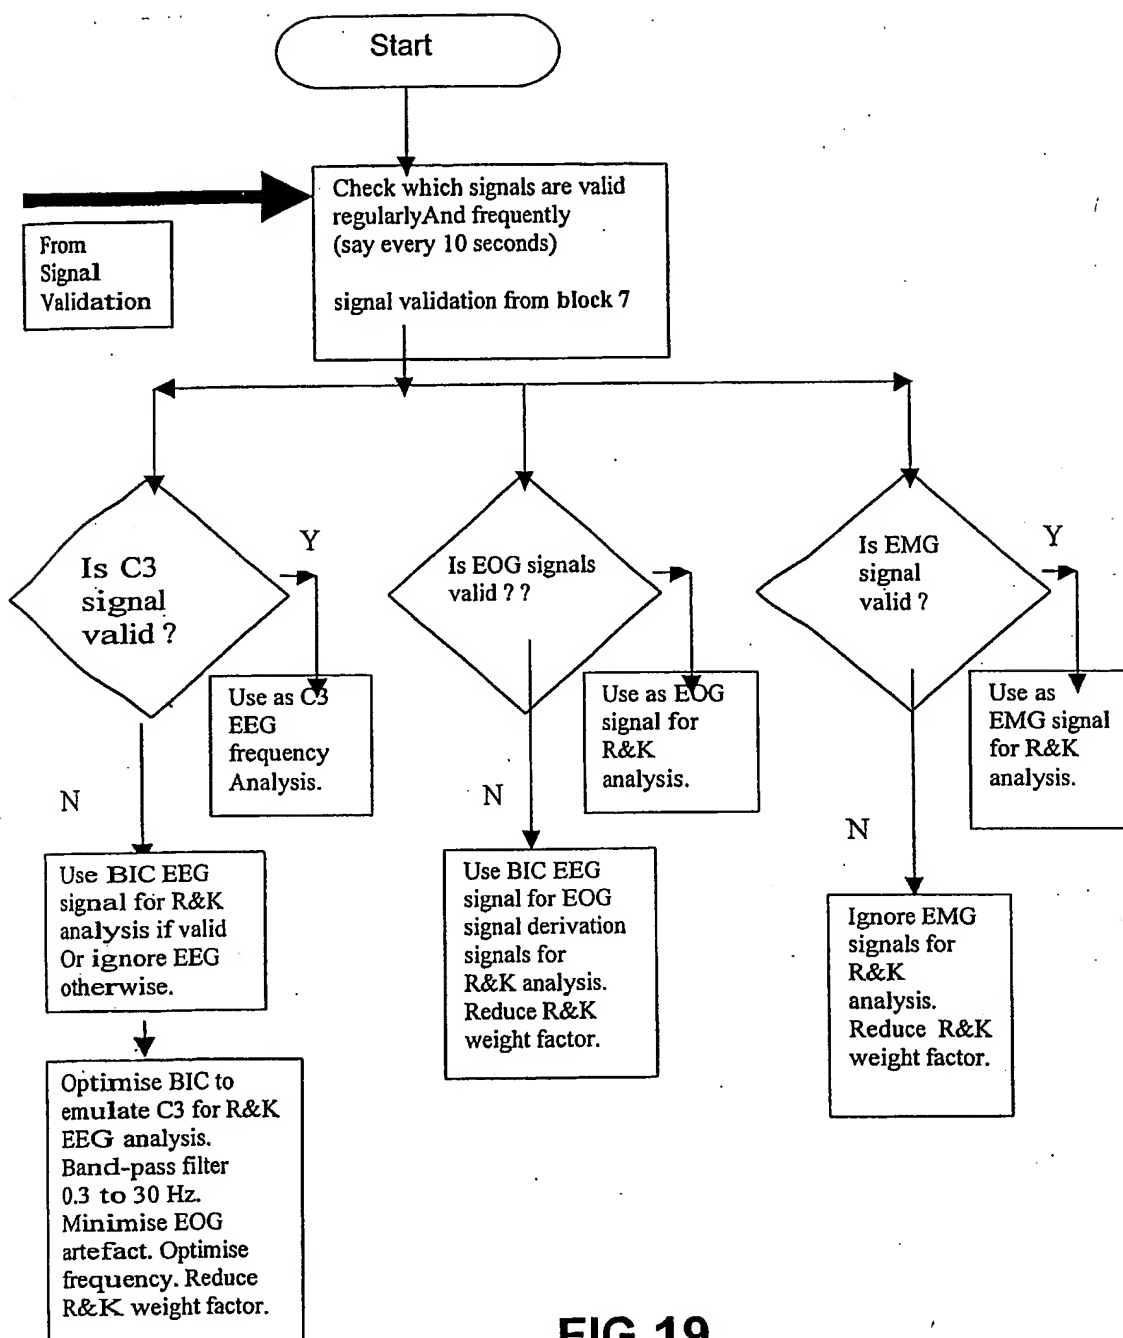 Start
Check which signals are valid
regularlyAnd frequently
(say every 10 seconds)
signal validation from block 7
From
Signal
Validation
Is C3
signal
valid ?
Y
N
Use as C3
EEG
frequency
Analysis.
Use BIC EEG
signal for R&K
analysis if valid
Or ignore EEG
otherwise.
Optimise BIC to
emulate C3 for R&K
EEG analysis.
Band-pass filter
0.3 to 30 Hz.
Minimise EOG
artefact. Optimise
frequency. Reduce
R&K weight factor.
Is EOG signals
valid ? ?
N
Use as EOG
signal for
R&K
analysis.
Use BIC EEG
signal for EOG
signal derivation
signals for
R&K analysis.
Reduce R&K
weight factor.
Is EMG
signal
valid ?
Y
N
Use as
EMG signal
for R&K
analysis.
Ignore EMG
signals for
R&K
analysis.
Reduce R&K
weight factor.
FIG 19